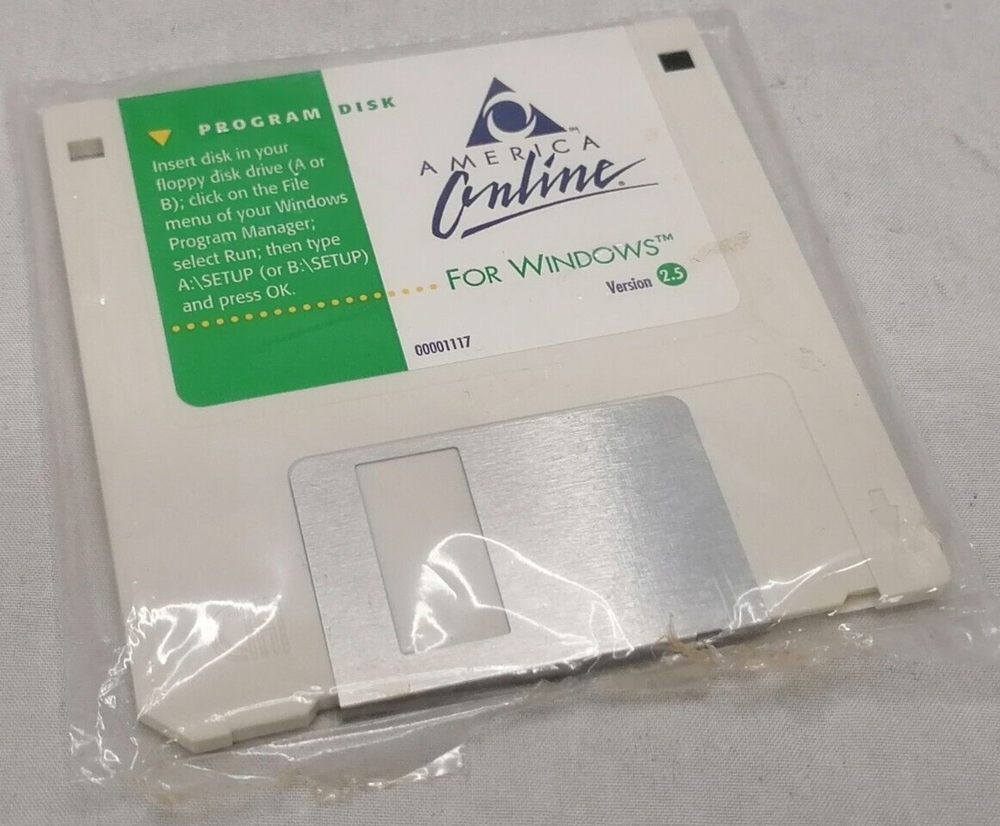 PROGRAM DISK
Insert disk in your
floppy disk drive (A or
B); click on the File
menu of your Windows
Program Manager;
select Run; then type
A:\SETUP (or B:\SETUP)
and press OK.
AMERICA™
Online®
FOR WINDOWS™
Version 2.5
00001117